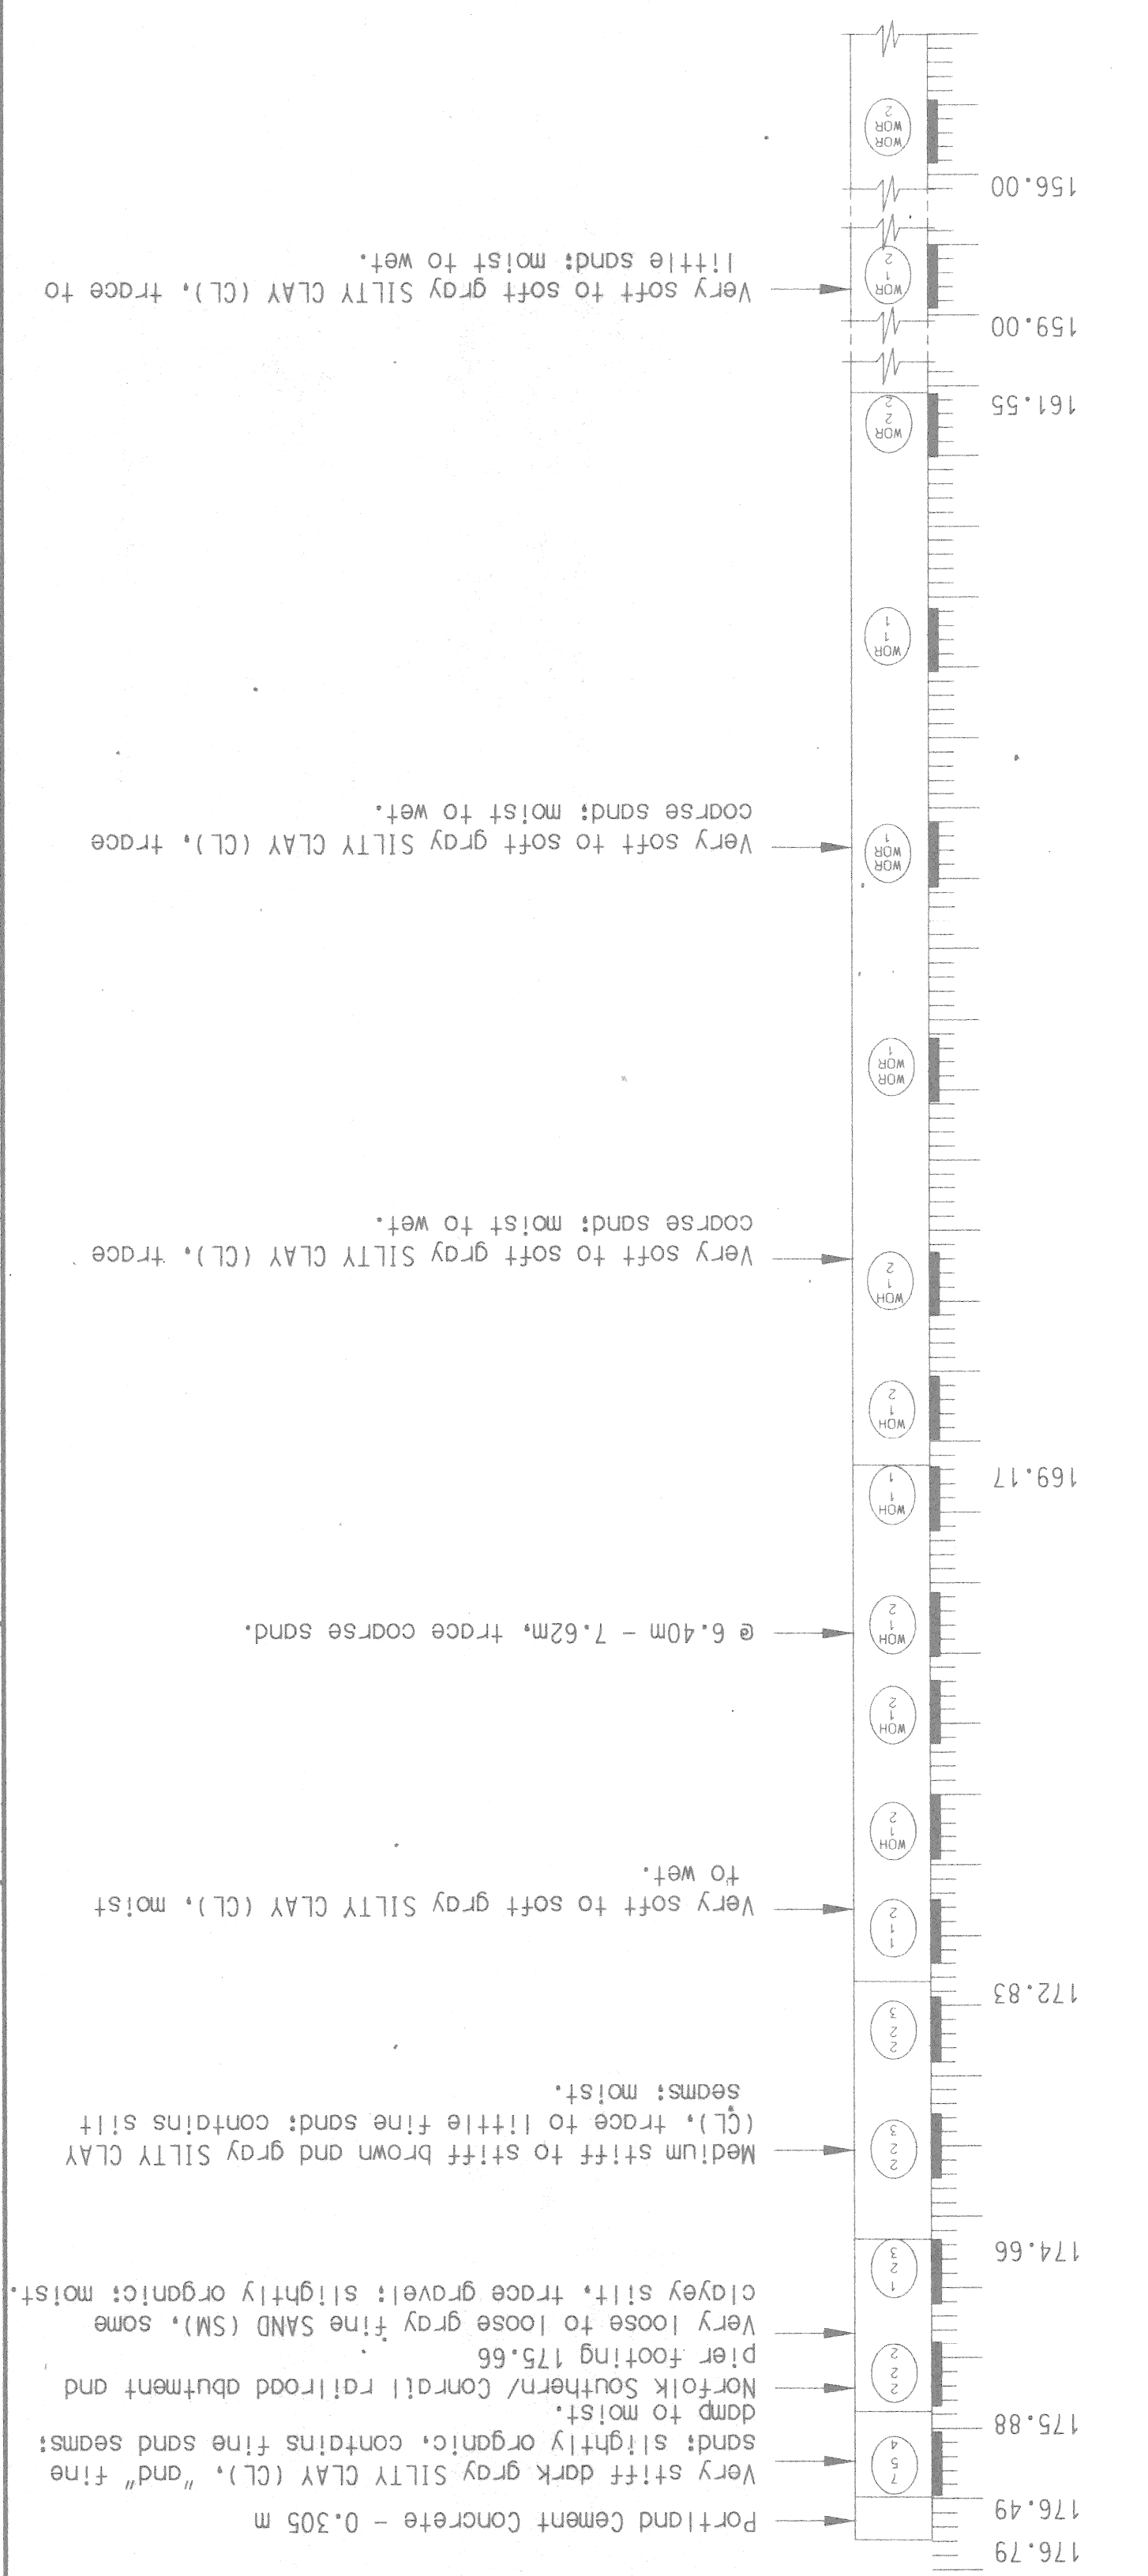 176.79
Portland Cement Concrete - 0.305 m
176.49
7
5
4
Very stiff dark gray SILTY CLAY (CL), "and" fine
sand; slightly organic, contains fine sand seams;
damp to moist.
175.88
Norfolk Southern/ Conrail railroad abutment and
pier footing 175.66
2
2
2
Very loose to loose gray fine SAND (SM), some
clayey silt, trace gravel; slightly organic; moist.
1
2
3
174.66
Medium stiff to stiff brown and gray SILTY CLAY
(CL), trace to little fine sand; contains silt
seams; moist.
2
2
3
2
2
3
172.83
1
1
2
Very soft to soft gray SILTY CLAY (CL), moist
to wet.
WOH
1
2
WOH
1
2
@ 6.40m - 7.62m, trace coarse sand.
WOH
1
2
WOH
1
1
169.17
WOH
1
2
WOH
1
2
Very soft to soft gray SILTY CLAY (CL), trace
coarse sand; moist to wet.
WOR
WOR
1
WOR
WOR
1
Very soft to soft gray SILTY CLAY (CL), trace
coarse sand; moist to wet.
WOR
1
1
WOR
2
2
161.55
159.00
WOR
1
2
Very soft to soft gray SILTY CLAY (CL), trace to
little sand; moist to wet.
156.00
WOR
WOR
2